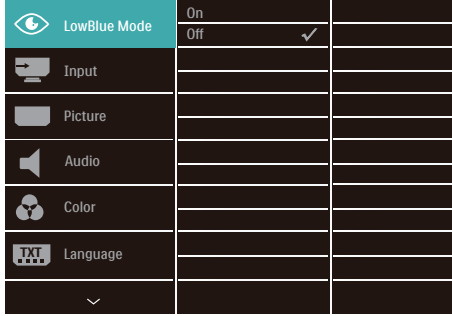 LowBlue Mode
On
Off
Input
Picture
Audio
Color
TXT
Language